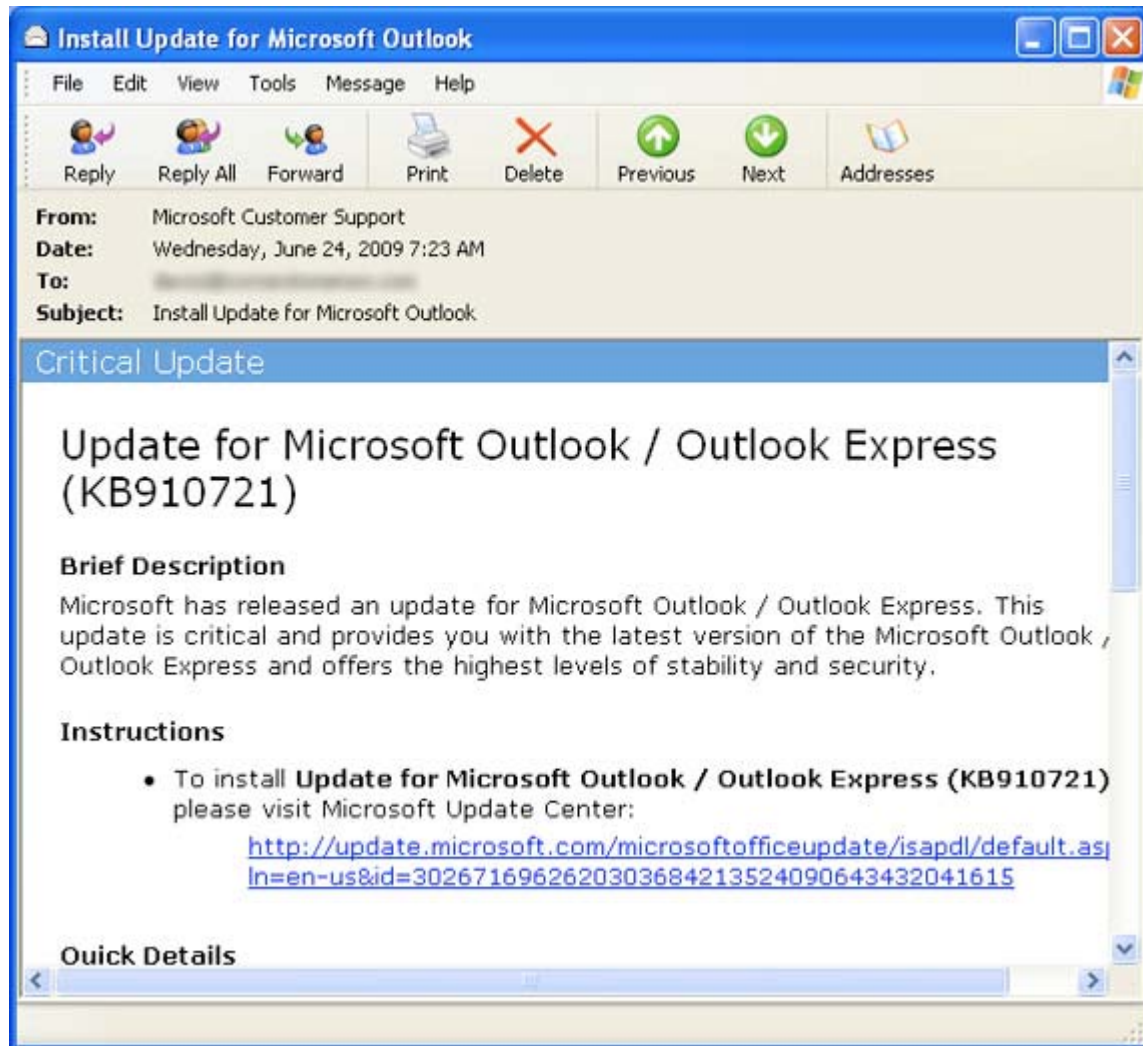 Install Update for Microsoft Outlook
File Edit View Tools Message Help
Reply Reply All Forward Print Delete Previous Next Addresses
From: Microsoft Customer Support
Date: Wednesday, June 24, 2009 7:23 AM
To:
Subject: Install Update for Microsoft Outlook
Critical Update
Update for Microsoft Outlook / Outlook Express
(KB910721)
Brief Description
Microsoft has released an update for Microsoft Outlook / Outlook Express. This
update is critical and provides you with the latest version of the Microsoft Outlook /
Outlook Express and offers the highest levels of stability and security.
Instructions
• To install Update for Microsoft Outlook / Outlook Express (KB910721)
please visit Microsoft Update Center:
http://update.microsoft.com/microsoftofficeupdate/isapdl/default.asp
ln=en-us&id=3026716962620303684213524090643432041615
Quick Details